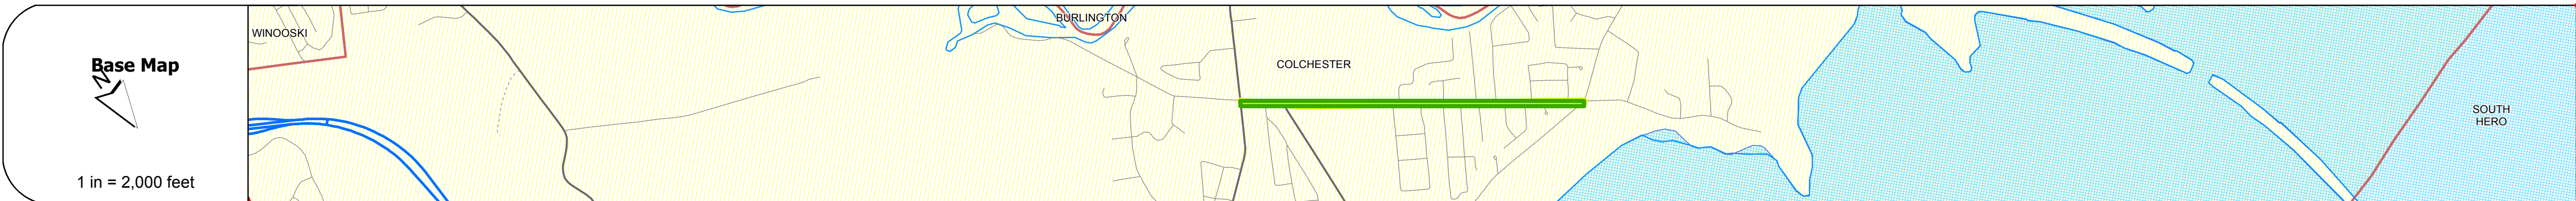 Base Map
N
1 in = 2,000 feet
WINOOSKI
BURLINGTON
COLCHESTER
SOUTH
HERO